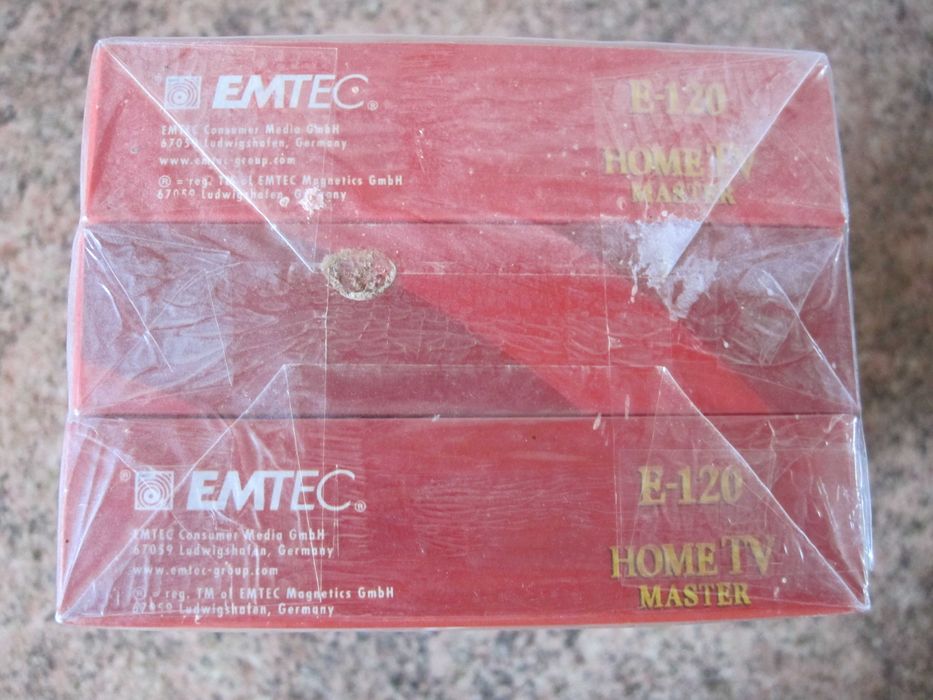 EMTEC®
EMTEC Consumer Media GmbH
67059 Ludwigshafen, Germany
www.emtec-group.com
® = reg. TM of EMTEC Magnetics GmbH
67059 Ludwigshafen, Germany
E-120
HOME TV
MASTER
EMTEC®
EMTEC Consumer Media GmbH
67059 Ludwigshafen, Germany
www.emtec-group.com
® = reg. TM of EMTEC Magnetics GmbH
67059 Ludwigshafen, Germany
E-120
HOME TV
MASTER